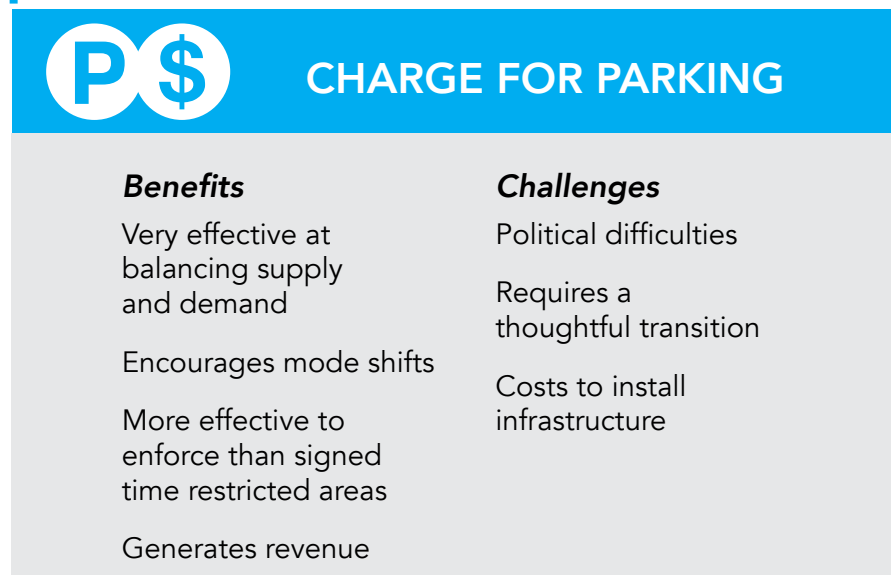 P$
CHARGE FOR PARKING
Benefits
Very effective at
balancing supply
and demand
Encourages mode shifts
More effective to
enforce than signed
time restricted areas
Generates revenue
Challenges
Political difficulties
Requires a
thoughtful transition
Costs to install
infrastructure